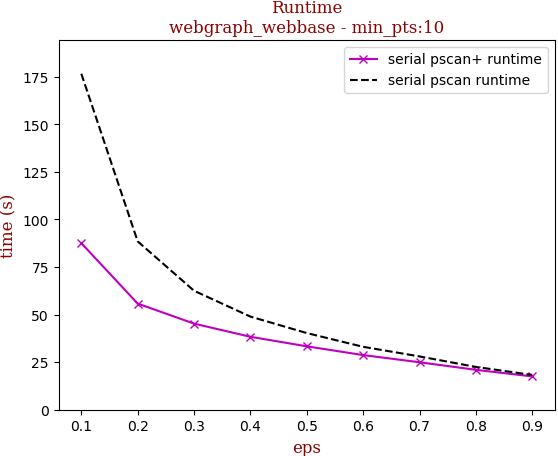 Runtime
webgraph_webbase - min_pts:10
serial pscan+ runtime
serial pscan runtime
time (s)
175
150
125
100
75
50
25
0
0.1 0.2 0.3 0.4 0.5 0.6 0.7 0.8 0.9
eps